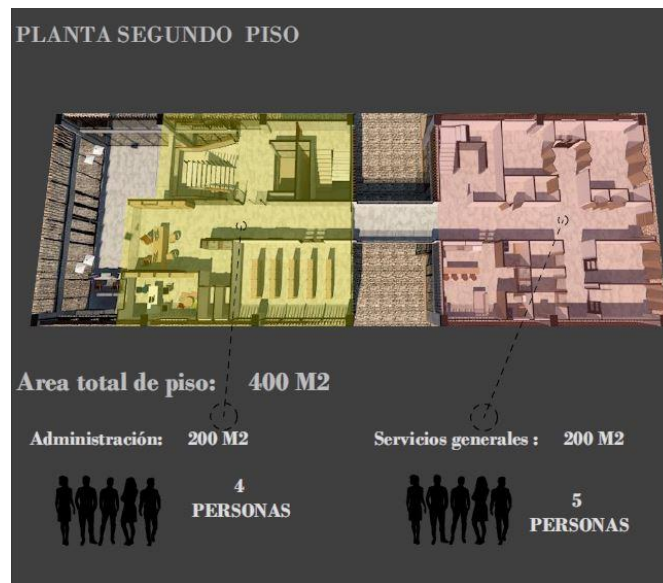 PLANTA SEGUNDO PISO
Area total de piso: 400 M2
Administración: 200 M2
Servicios generales : 200 M2
4
PERSONAS
5
PERSONAS